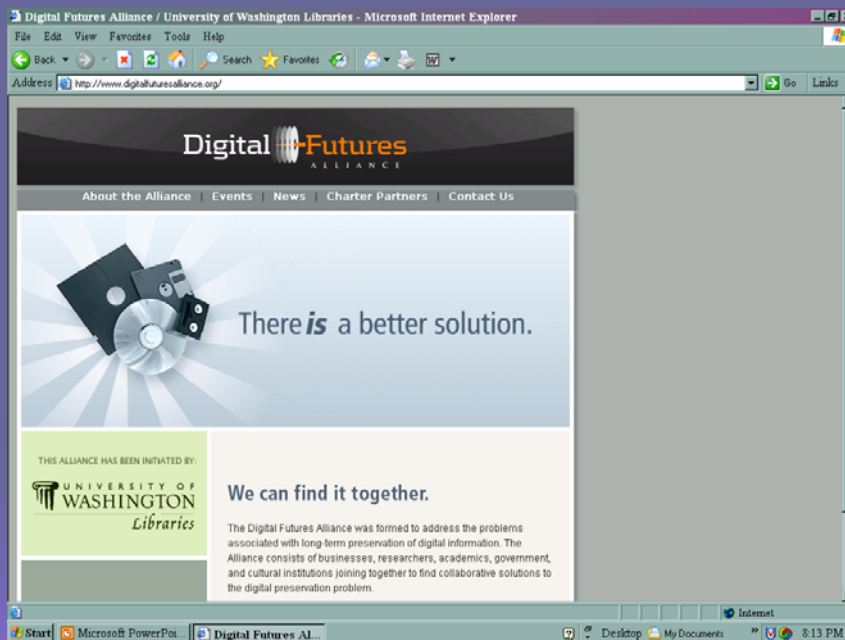 Digital Futures Alliance / University of Washington Libraries - Microsoft Internet Explorer
File Edit View Favorites Tools Help
Back Search Favorites
Address http://www.digitalfuturesalliance.org/ Go Links
Digital Futures
ALLIANCE
About the Alliance | Events | News | Charter Partners | Contact Us
There is a better solution.
THIS ALLIANCE HAS BEEN INITIATED BY:
UNIVERSITY OF
WASHINGTON
Libraries
We can find it together.
The Digital Futures Alliance was formed to address the problems
associated with long-term preservation of digital information. The
Alliance consists of businesses, researchers, academics, government,
and cultural institutions joining together to find collaborative solutions to
the digital preservation problem.
Internet
Start Microsoft PowerPoi... Digital Futures Al... Desktop My Documents » 8:13 PM